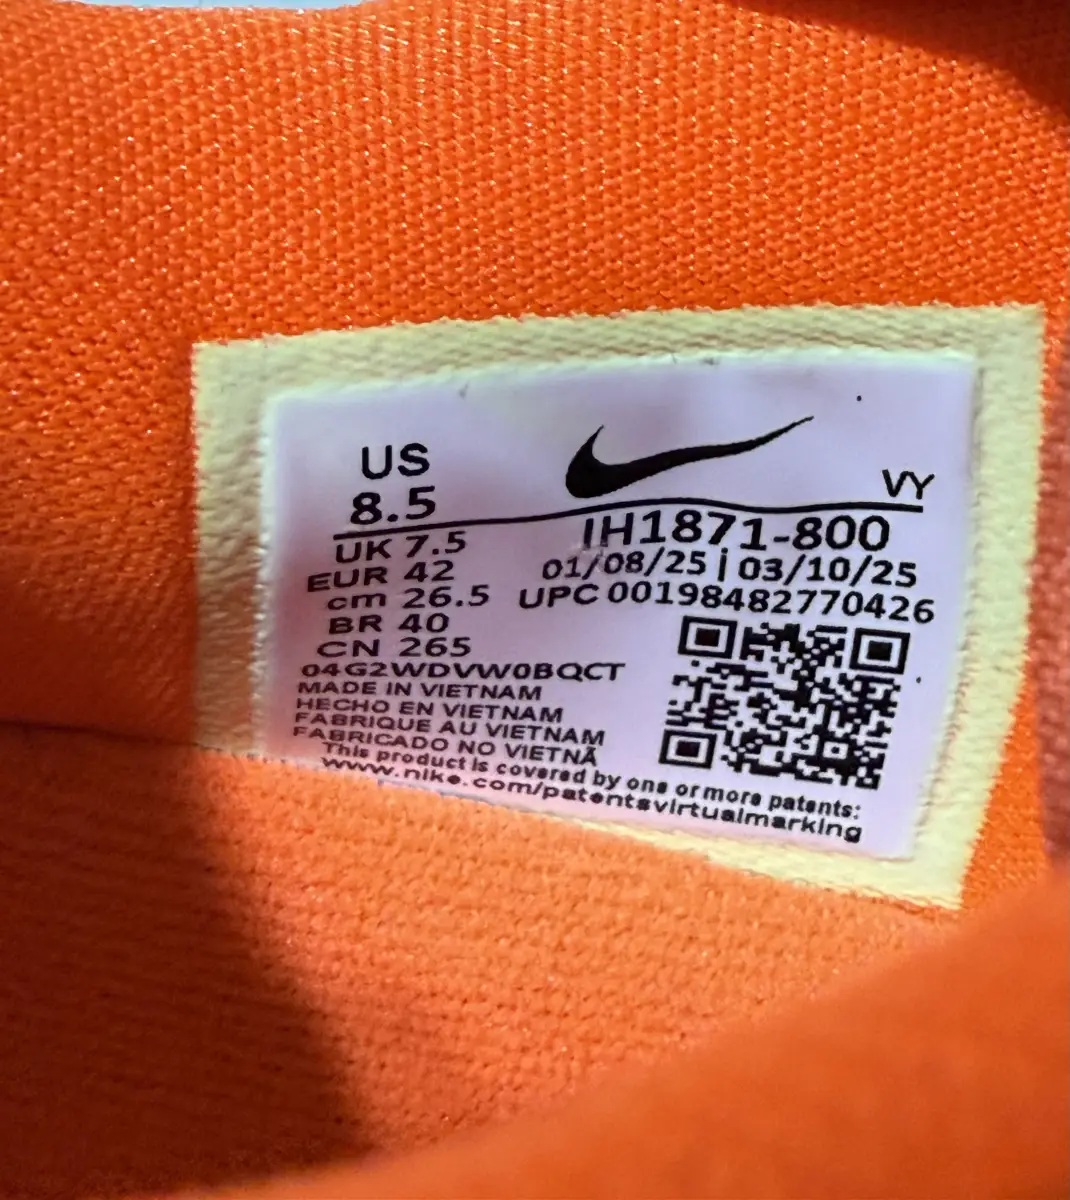 US
8.5
VY
UK 7.5
IH1871-800
EUR 42
01/08/25 | 03/10/25
cm 26.5
UPC 00198482770426
BR 40
CN 265
04G2WDVW0BQCT
MADE IN VIETNAM
HECHO EN VIETNAM
FABRIQUE AU VIETNAM
FABRICADO NO VIETNÃ
This product is covered by one or more patents:
www.nike.com/patentsvirtualmarking